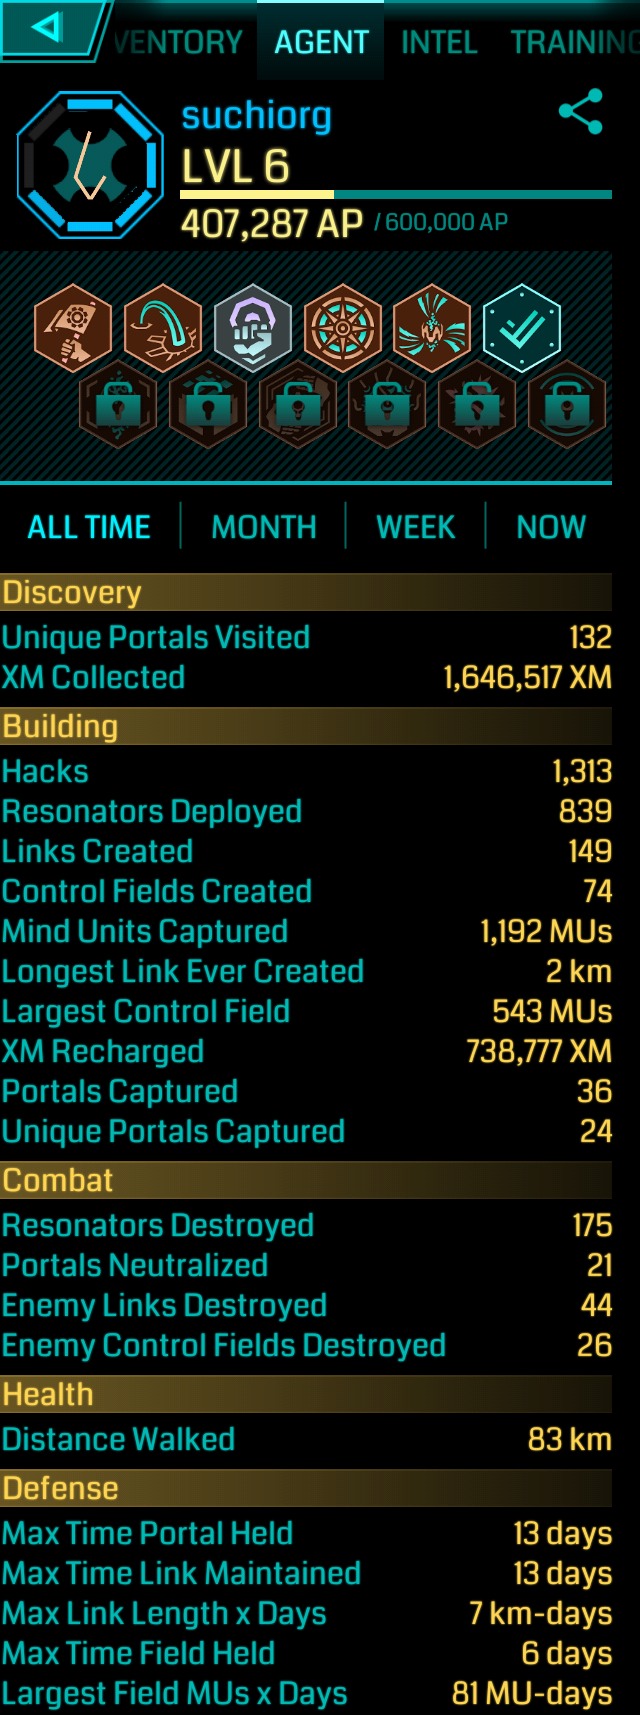 VENTORY AGENT INTEL TRAINING
suchiorg
LVL 6
407,287 AP / 600,000 AP
ALL TIME MONTH WEEK NOW
Discovery
Unique Portals Visited 132
XM Collected 1,646,517 XM
Building
Hacks 1,313
Resonators Deployed 839
Links Created 149
Control Fields Created 74
Mind Units Captured 1,192 MUs
Longest Link Ever Created 2 km
Largest Control Field 543 MUs
XM Recharged 738,777 XM
Portals Captured 36
Unique Portals Captured 24
Combat
Resonators Destroyed 175
Portals Neutralized 21
Enemy Links Destroyed 44
Enemy Control Fields Destroyed 26
Health
Distance Walked 83 km
Defense
Max Time Portal Held 13 days
Max Time Link Maintained 13 days
Max Link Length x Days 7 km-days
Max Time Field Held 6 days
Largest Field MUs x Days 81 MU-days